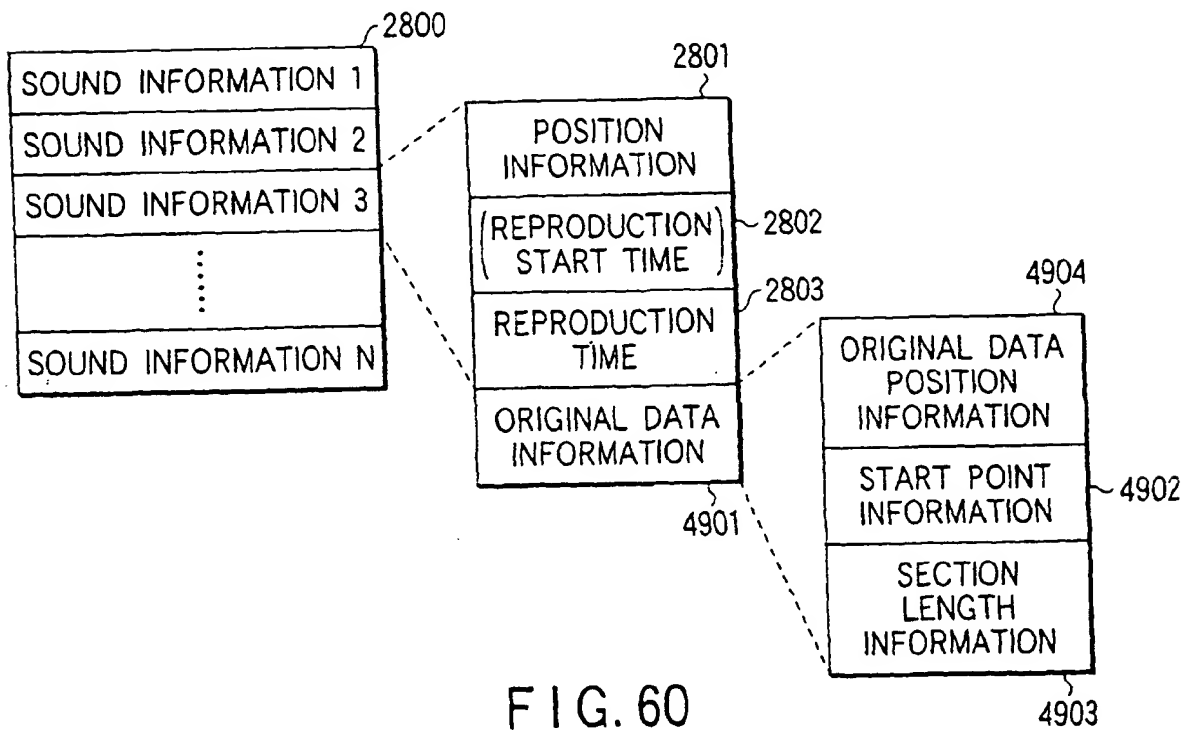 2800
SOUND INFORMATION 1
SOUND INFORMATION 2
SOUND INFORMATION 3
SOUND INFORMATION N
2801
POSITION
INFORMATION
(REPRODUCTION
START TIME)
2802
2803
REPRODUCTION
TIME
ORIGINAL DATA
INFORMATION
4901
4904
ORIGINAL DATA
POSITION
INFORMATION
START POINT
INFORMATION
4902
SECTION
LENGTH
INFORMATION
4903
FIG. 60